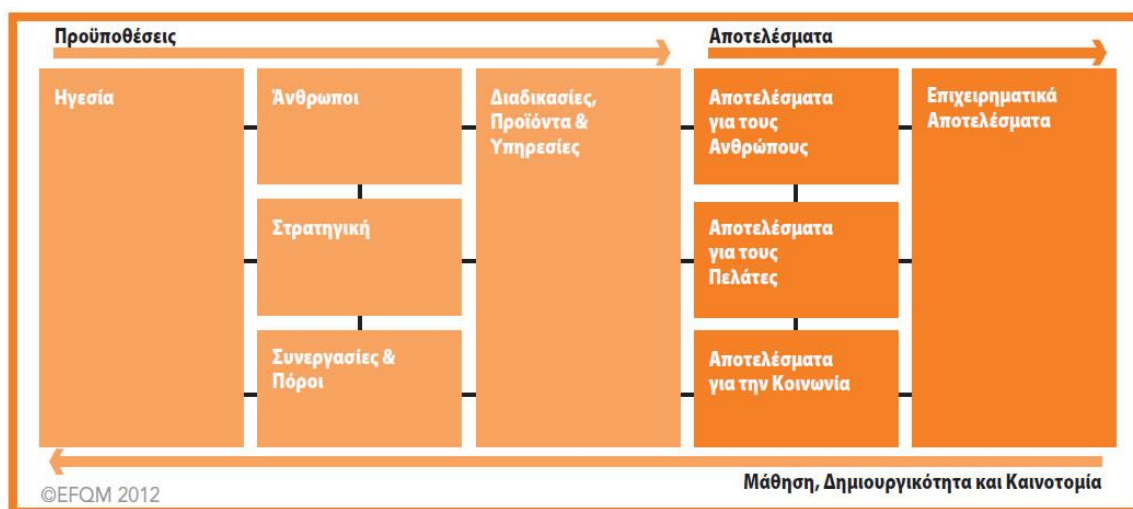 Προϋποθέσεις
Αποτελέσματα
Ηγεσία
Άνθρωποι
Στρατηγική
Συνεργασίες &
Πόροι
Διαδικασίες,
Προϊόντα &
Υπηρεσίες
Αποτελέσματα
για τους
Ανθρώπους
Αποτελέσματα
για τους
Πελάτες
Αποτελέσματα
για την Κοινωνία
Επιχειρηματικά
Αποτελέσματα
Μάθηση, Δημιουργικότητα και Καινοτομία
©EFQM 2012